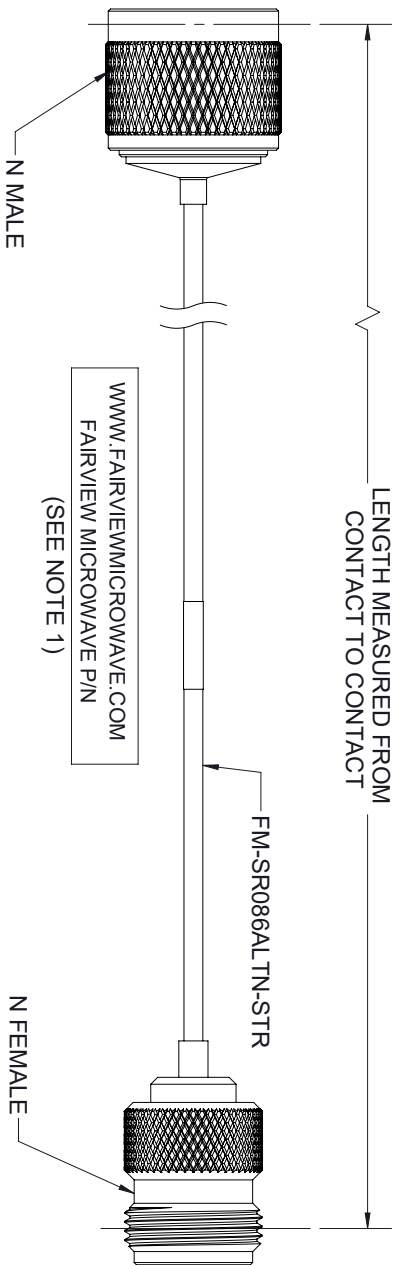 LENGTH MEASURED FROM
CONTACT TO CONTACT
N MALE
WWW.FAIRVIEWMICROWAVE.COM
FAIRVIEW MICROWAVE P/N
(SEE NOTE 1)
FM-SR086ALTN-STR
N FEMALE